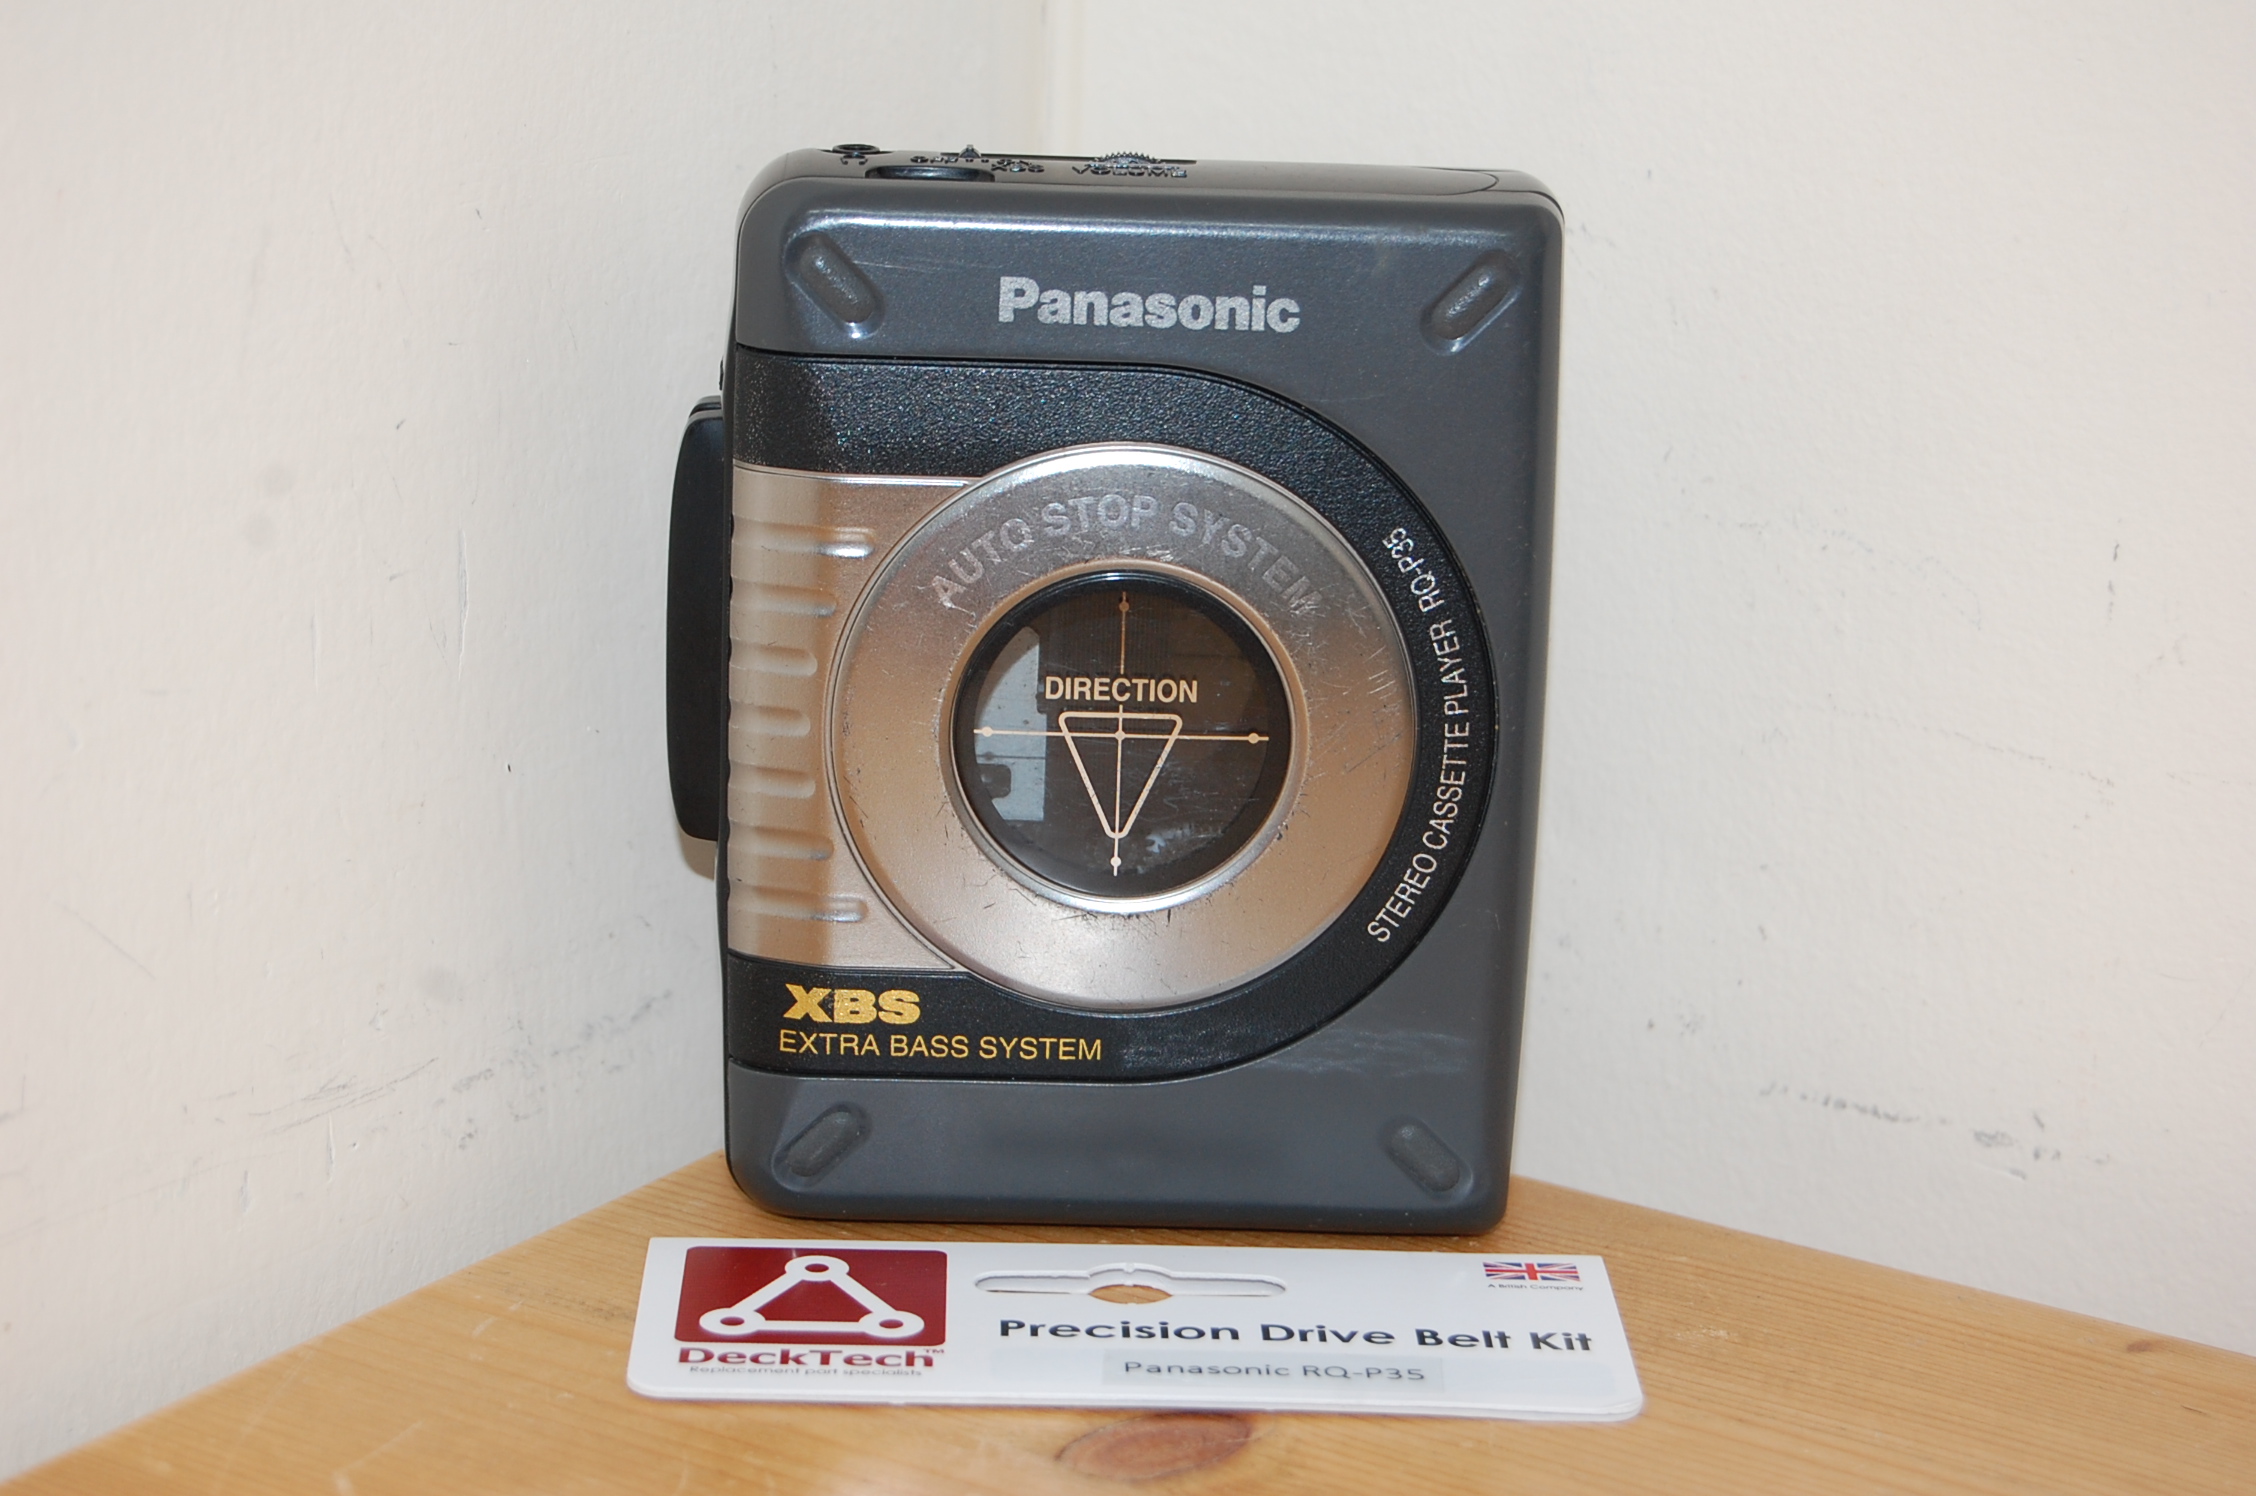 XBS
VOLUME
Panasonic
AUTO STOP SYSTEM
DIRECTION
STEREO CASSETTE PLAYER RQ-P35
XBS
EXTRA BASS SYSTEM
DeckTech™
Replacement part specialists
A British Company
Precision Drive Belt Kit
Panasonic RQ-P35